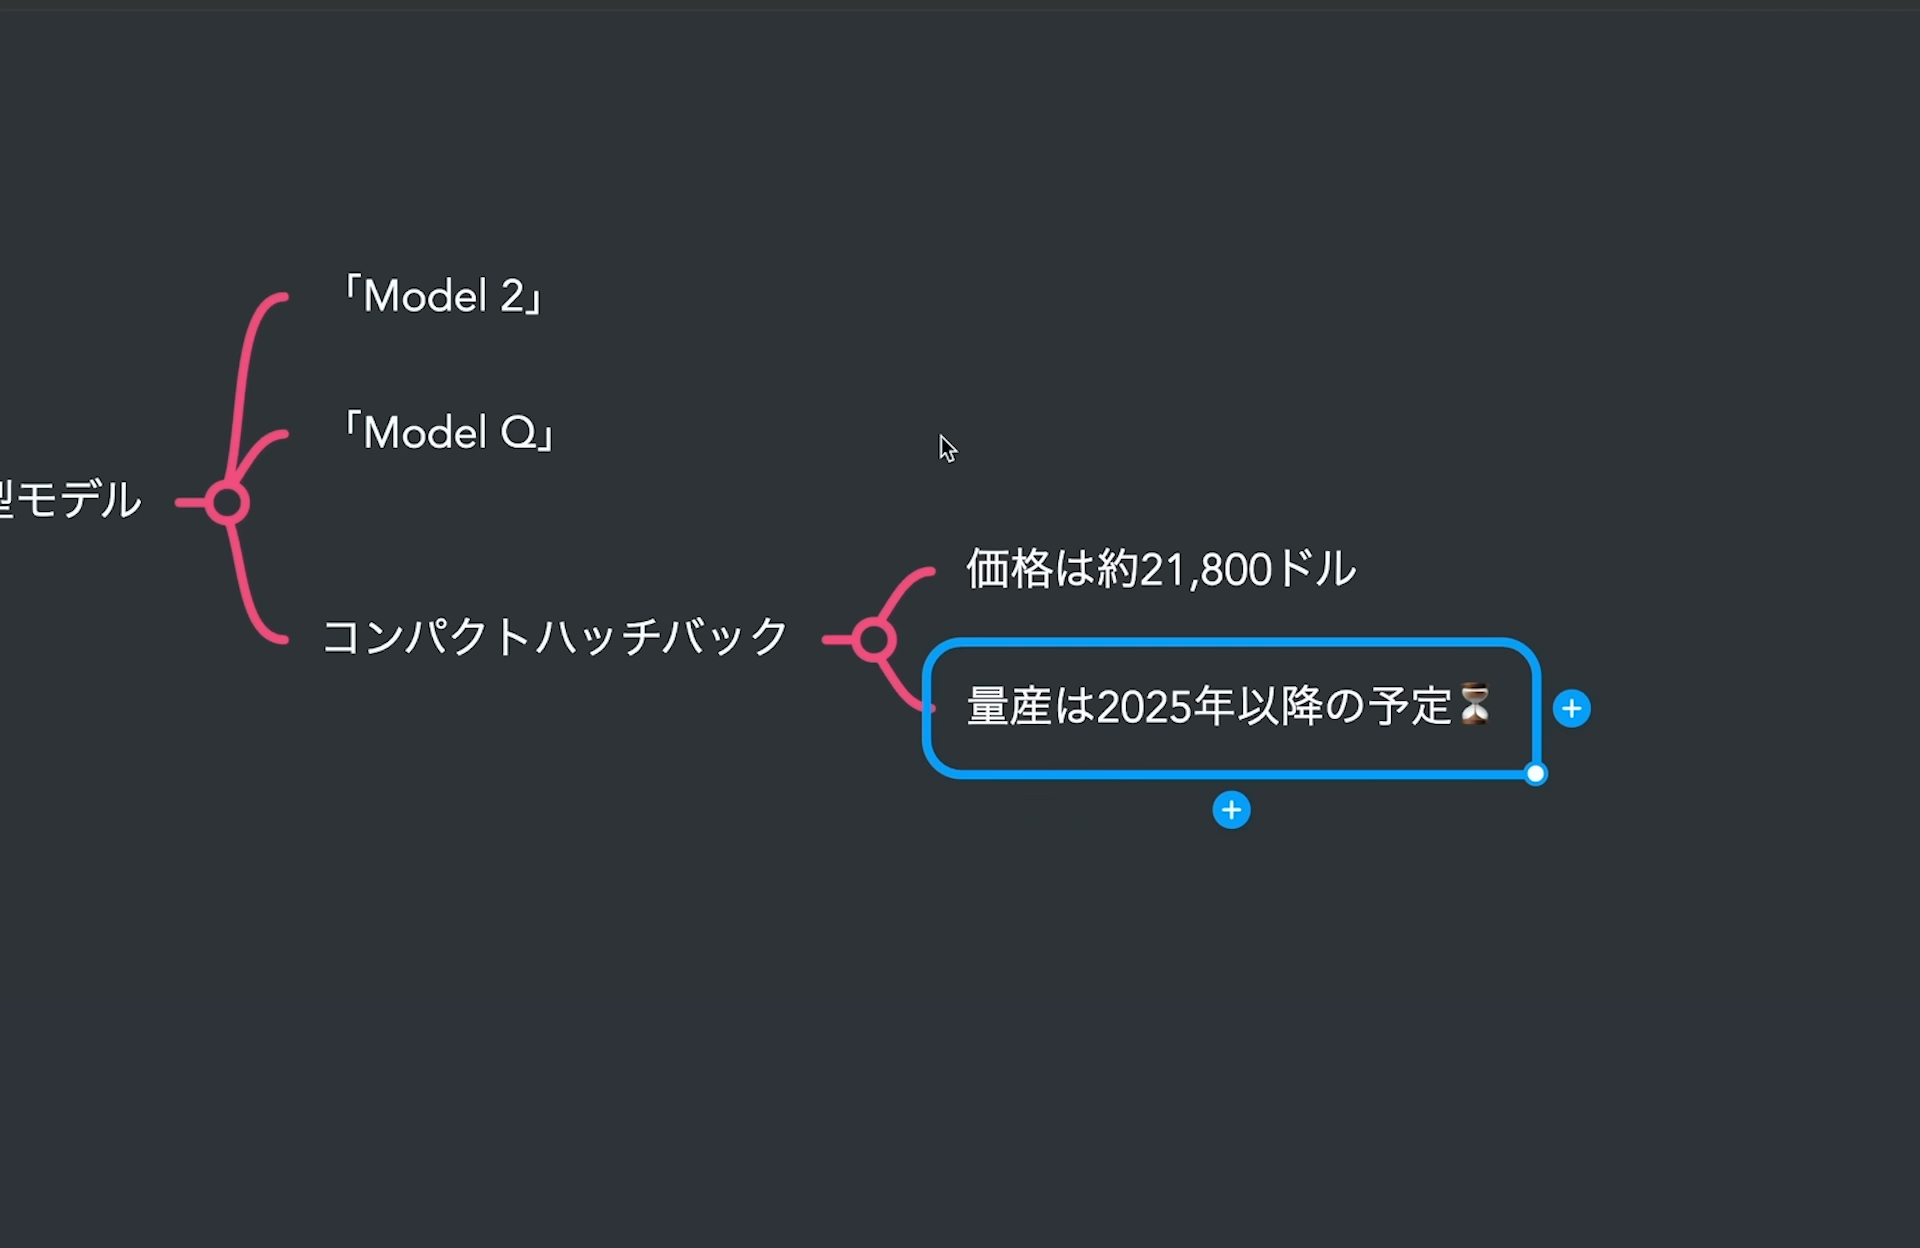 「Model 2」
「Model Q」
型モデル
コンパクトハッチバック
価格は約21,800ドル
量産は2025年以降の予定⏳